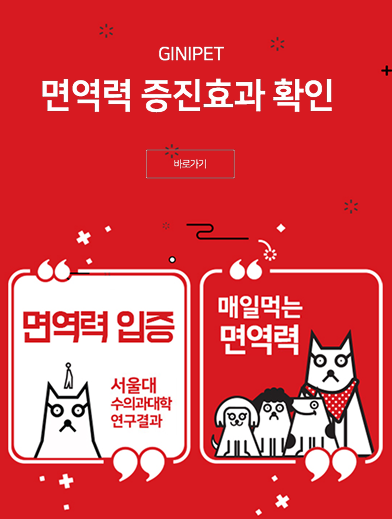 GINIPET
면역력 증진효과 확인
바로가기
면역력 입증
서울대
수의과대학
연구결과
매일먹는
면역력